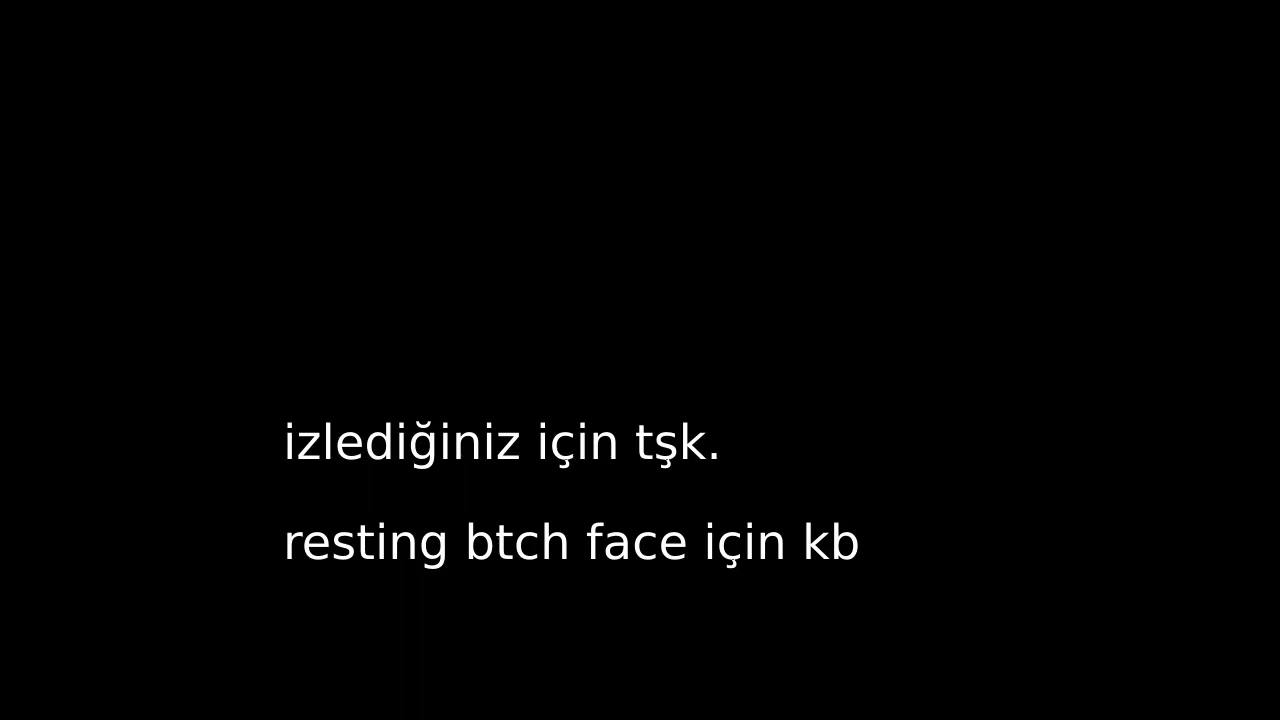 izlediğiniz için tşk.
resting btch face için kb